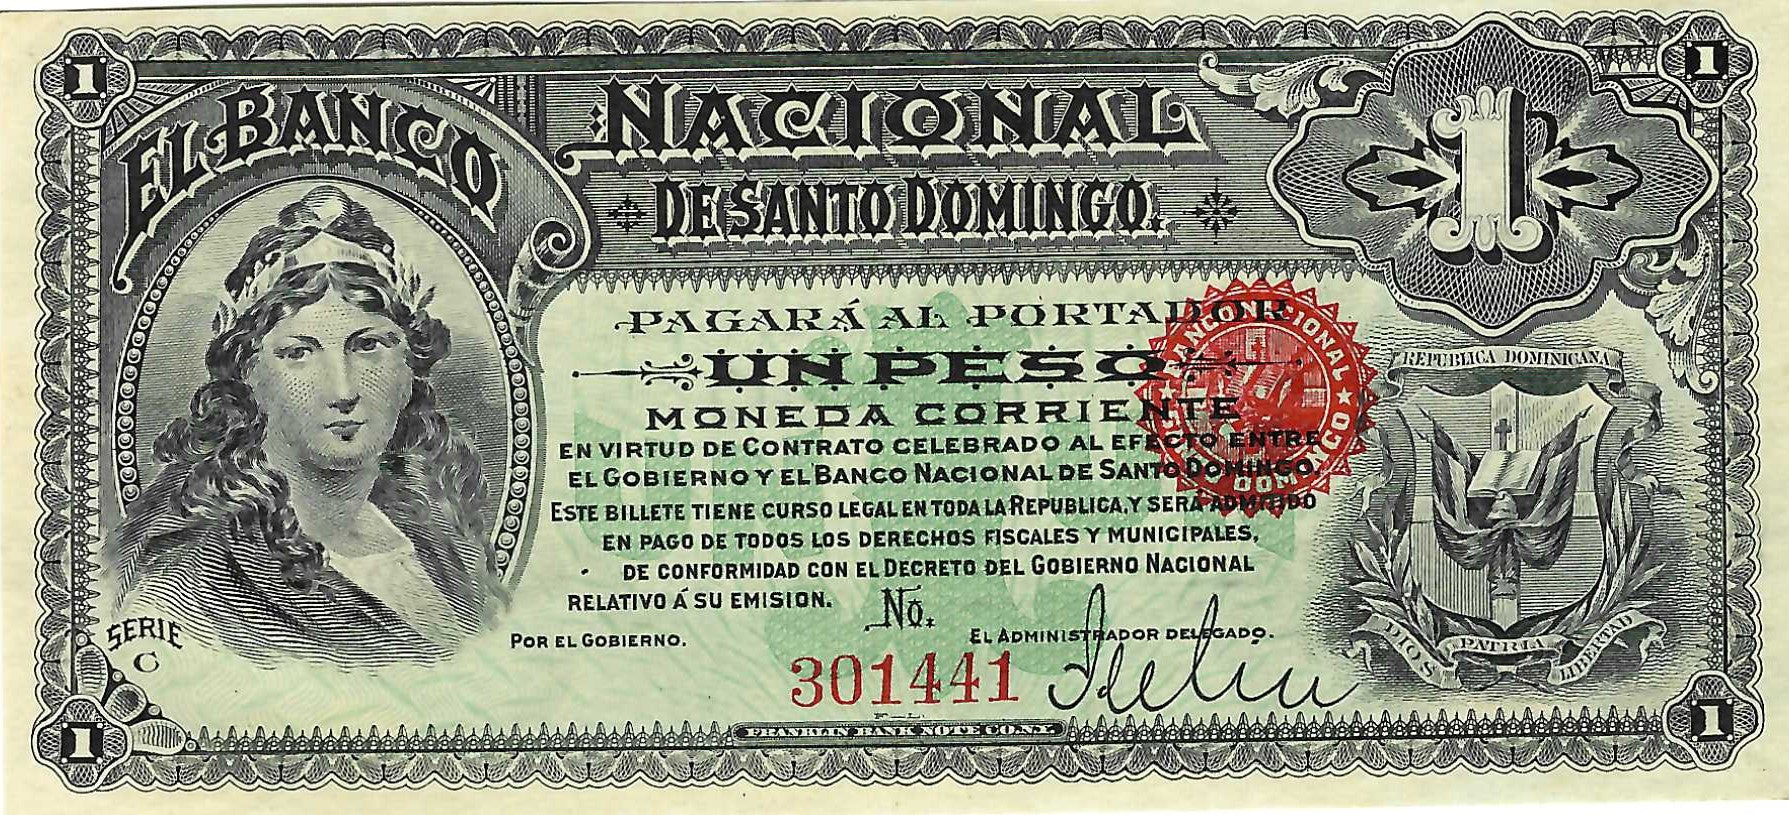 1
1
EL BANCO
NACIONAL
DE SANTO DOMINGO.
1
PAGARÁ AL PORTADOR
UN PESO
MONEDA CORRIENTE
EN VIRTUD DE CONTRATO CELEBRADO AL EFECTO ENTRE
EL GOBIERNO Y EL BANCO NACIONAL DE SANTO DOMINGO.
ESTE BILLETE TIENE CURSO LEGAL EN TODA LA REPUBLICA, Y SERÁ ADMITIDO
EN PAGO DE TODOS LOS DERECHOS FISCALES Y MUNICIPALES,
DE CONFORMIDAD CON EL DECRETO DEL GOBIERNO NACIONAL
RELATIVO Á SU EMISION.
No.
BANCO NACIONAL
SANTO DOMINGO
REPUBLICA DOMINICANA
DIOS PATRIA LIBERTAD
SERIE
C
POR EL GOBIERNO.
EL ADMINISTRADOR DELEGADO.
301441
FRANKLIN BANK NOTE CO. N.Y.
1
1